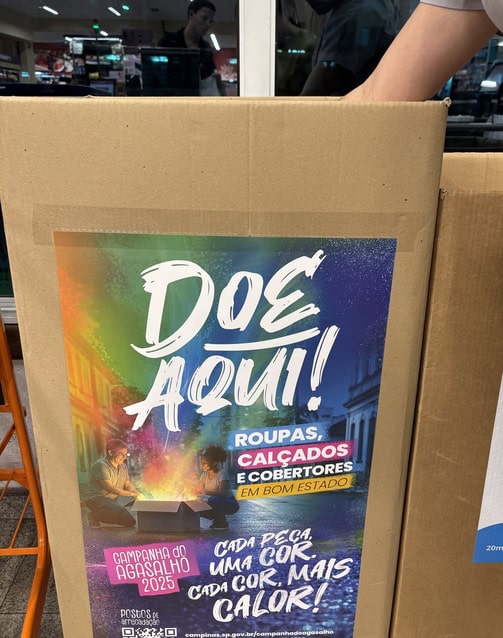 DOE
AQUI!
ROUPAS,
CALÇADOS
E COBERTORES
EM BOM ESTADO
CAMPANHA do
AGASALHO
2025
CADA PEÇA,
UMA COR.
CADA COR, MAIS
CALOR!
POSTOS DE
arrecadação
campinas.sp.gov.br/campanhadoagasalho
20m